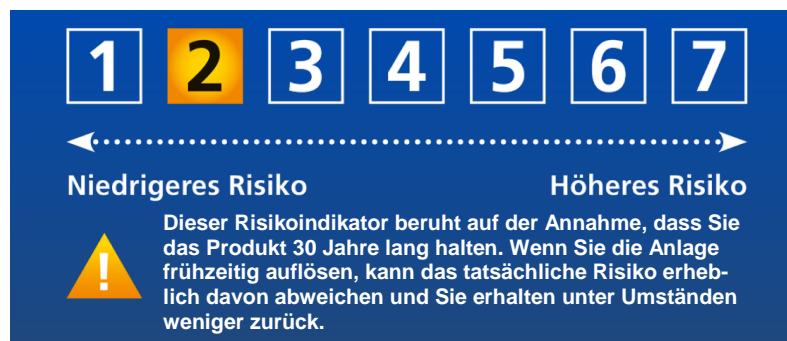 1 2 3 4 5 6 7
Niedrigeres Risiko Höheres Risiko
Dieser Risikoindikator beruht auf der Annahme, dass Sie
das Produkt 30 Jahre lang halten. Wenn Sie die Anlage
frühzeitig auflösen, kann das tatsächliche Risiko erheb-
lich davon abweichen und Sie erhalten unter Umständen
weniger zurück.